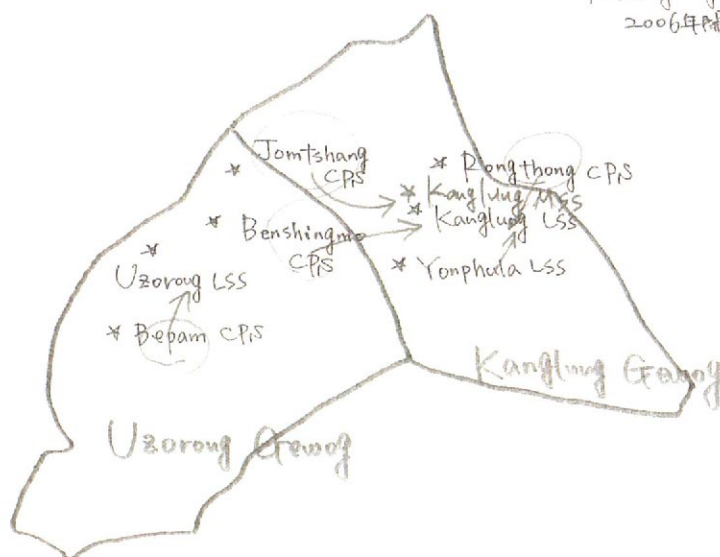 2006年
Jomtshang
CPS
Rongthong CPS
Kanglung MSS
Kanglung LSS
Benshingmo
CPS
Yonphula LSS
Uzorong LSS
Bepam CPS
Kanglung Gewog
Uzorong Gewog